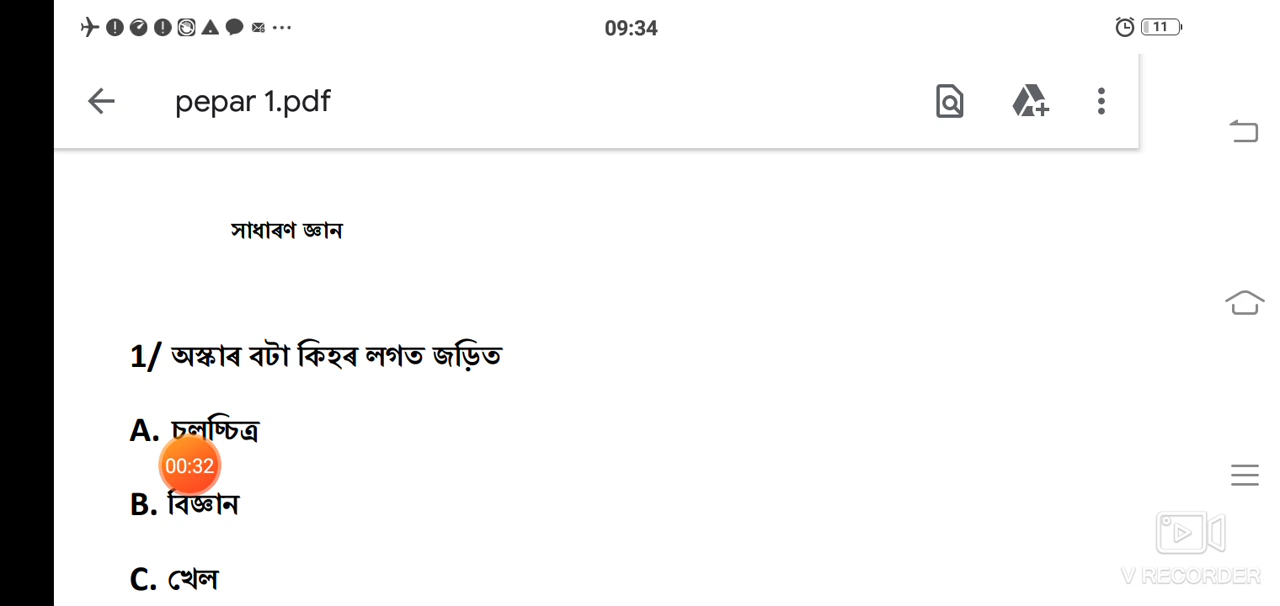 09:34
11
pepar 1.pdf
সাধাৰণ জ্ঞান
1/ অস্কাৰ বটা কিহৰ লগত জড়িত
A. চলচ্চিত্ৰ
00:32
B. বিজ্ঞান
C. খেল
V RECORDER